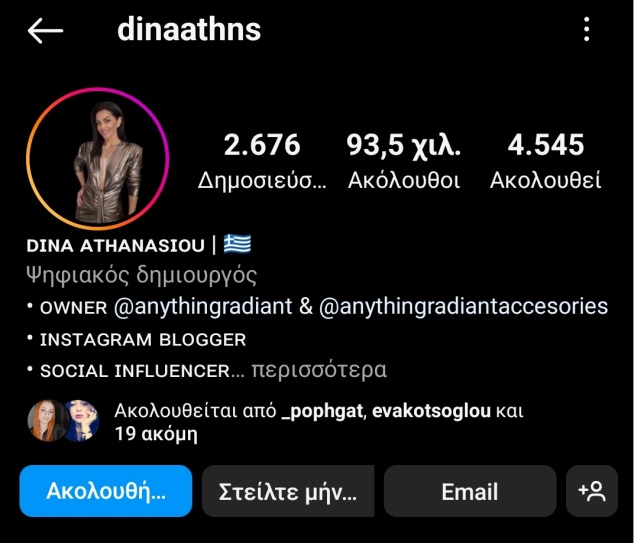 dinaathns
2.676 93,5 χιλ. 4.545
Δημοσιεύσ... Ακόλουθοι Ακολουθεί
DINA ATHANASIOU | 🇬🇷
Ψηφιακός δημιουργός
• OWNER @anythingradiant & @anythingradiantaccesories
• INSTAGRAM BLOGGER
• SOCIAL INFLUENCER... περισσότερα
Ακολουθείται από _pophgat, evakotsoglou και
19 ακόμη
Ακολουθή... Στείλτε μήν... Email